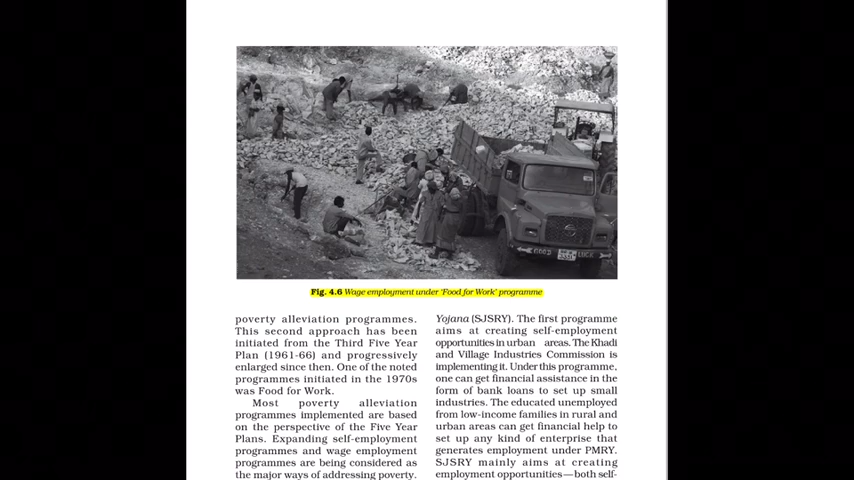 GOOD LUCK
Fig. 4.6 Wage employment under 'Food for Work' programme
poverty alleviation programmes.
This second approach has been
initiated from the Third Five Year
Plan (1961-66) and progressively
enlarged since then. One of the noted
programmes initiated in the 1970s
was Food for Work.
Most poverty alleviation
programmes implemented are based
on the perspective of the Five Year
Plans. Expanding self-employment
programmes and wage employment
programmes are being considered as
the major ways of addressing poverty.
Yojana (SJSRY). The first programme
aims at creating self-employment
opportunities in urban areas. The Khadi
and Village Industries Commission is
implementing it. Under this programme,
one can get financial assistance in the
form of bank loans to set up small
industries. The educated unemployed
from low-income families in rural and
urban areas can get financial help to
set up any kind of enterprise that
generates employment under PMRY.
SJSRY mainly aims at creating
employment opportunities—both self-